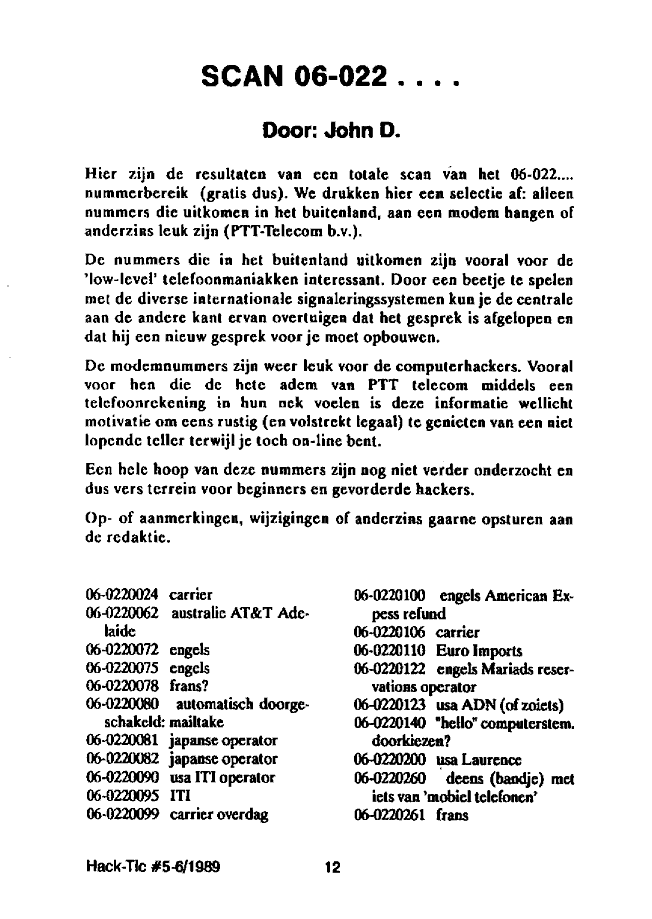 SCAN 06-022 . . . .
Door: John D.
Hier zijn de resultaten van een totale scan van het 06-022....
nummerbereik (gratis dus). We drukken hier een selectie af: alleen
nummers die uitkomen in het buitenland, aan een modem hangen of
anderzins leuk zijn (PTT-Telecom b.v.).
De nummers die in het buitenland uitkomen zijn vooral voor de
'low-level' telefoonmaniakken interessant. Door een beetje te spelen
met de diverse internationale signaleringssystemen kun je de centrale
aan de andere kant ervan overtuigen dat het gesprek is afgelopen en
dat hij een nieuw gesprek voor je moet opbouwen.
De modemnummers zijn weer leuk voor de computerhackers. Vooral
voor hen die de hete adem van PTT telecom middels een
telefoonrekening in hun nek voelen is deze informatie wellicht
motivatie om eens rustig (en volstrekt legaal) te genieten van een niet
lopende teller terwijl je toch on-line bent.
Een hele hoop van deze nummers zijn nog niet verder onderzocht en
dus vers terrein voor beginners en gevorderde hackers.
Op- of aanmerkingen, wijzigingen of anderzins gaarne opsturen aan
de redaktie.
06-0220024 carrier
06-0220062 australie AT&T Ade-
laide
06-0220072 engels
06-0220075 engels
06-0220078 frans?
06-0220080 automatisch doorge-
schakeld: mailtake
06-0220081 japanse operator
06-0220082 japanse operator
06-0220090 usa ITI operator
06-0220095 ITI
06-0220099 carrier overdag
06-0220100 engels American Ex-
pess refund
06-0220106 carrier
06-0220110 Euro Imports
06-0220122 engels Mariads reser-
vations operator
06-0220123 usa ADN (of zoiets)
06-0220140 "hello" computerstem.
doorkiezen?
06-0220200 usa Laurence
06-0220260 deens (bandje) met
iets van 'mobiel telefonen'
06-0220261 frans
Hack-Tic #5-6/1989
12